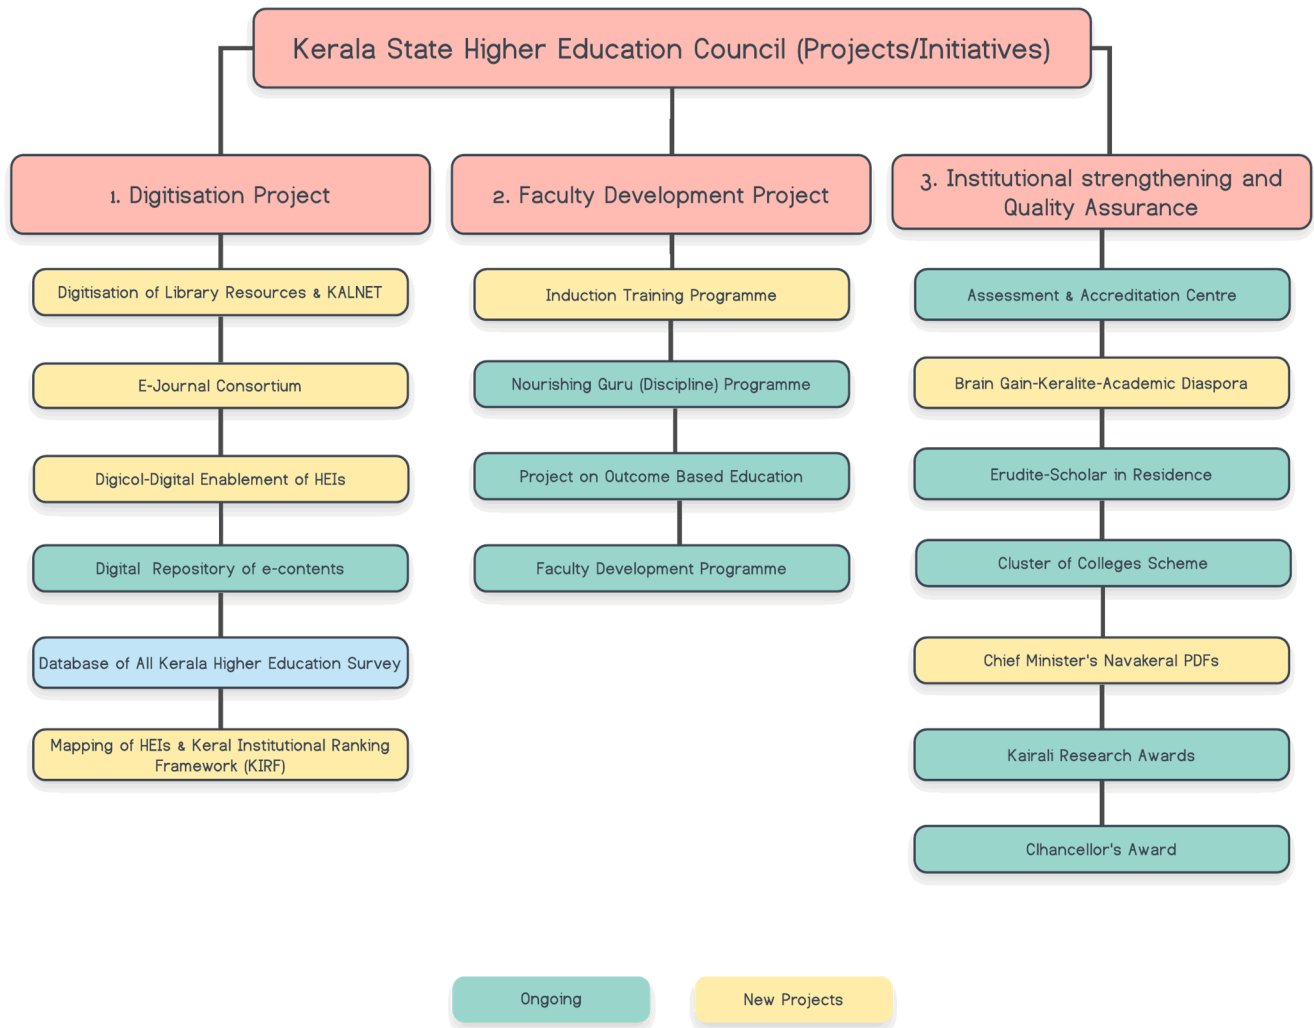 Kerala State Higher Education Council (Projects/Initiatives)
1. Digitisation Project
Digitisation of Library Resources & KALNET
E-Journal Consortium
Digicol-Digital Enablement of HEIs
Digital Repository of e-contents
Database of All Kerala Higher Education Survey
Mapping of HEIs & Keral Institutional Ranking
Framework (KIRF)
2. Faculty Development Project
Induction Training Programme
Nourishing Guru (Discipline) Programme
Project on Outcome Based Education
Faculty Development Programme
3. Institutional strengthening and
Quality Assurance
Assessment & Accreditation Centre
Brain Gain-Keralite-Academic Diaspora
Erudite-Scholar in Residence
Cluster of Colleges Scheme
Chief Minister's Navakeral PDFs
Kairali Research Awards
Clhancellor's Award
Ongoing
New Projects